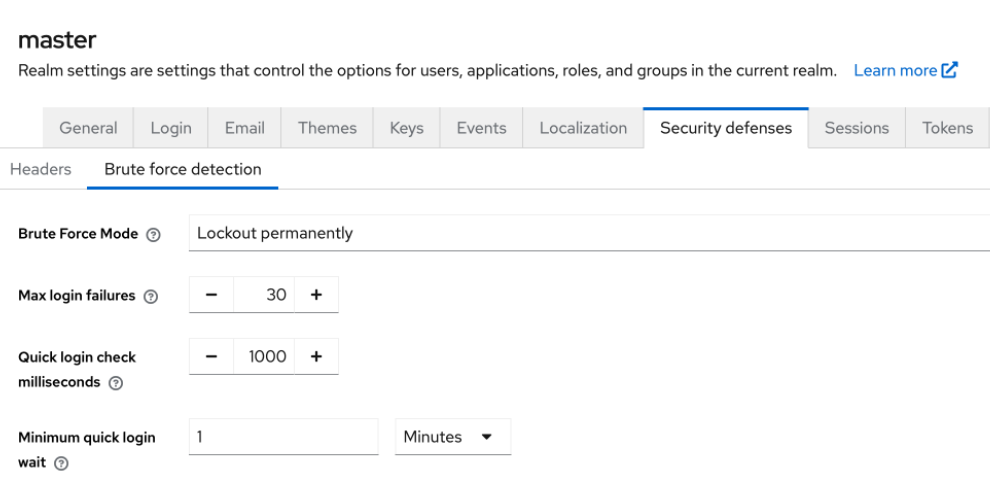 master
Realm settings are settings that control the options for users, applications, roles, and groups in the current realm. Learn more
General Login Email Themes Keys Events Localization Security defenses Sessions Tokens
Headers Brute force detection
Brute Force Mode Lockout permanently
Max login failures − 30 +
Quick login check − 1000 +
milliseconds
Minimum quick login 1 Minutes
wait